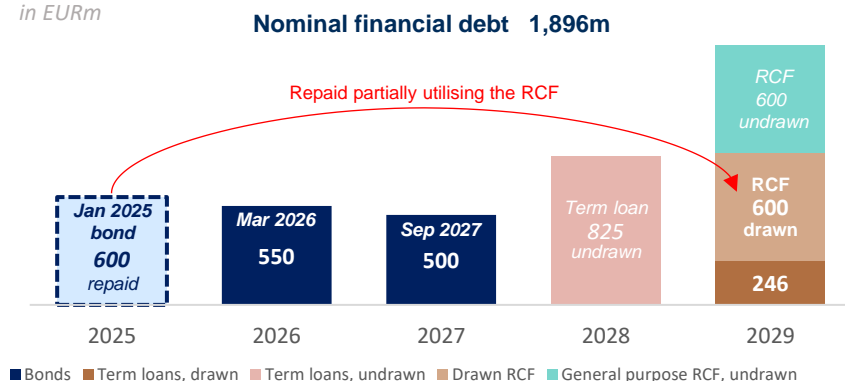 in EURm
Nominal financial debt 1,896m
Repaid partially utilising the RCF
RCF
600
undrawn
Jan 2025
bond
600
repaid
Mar 2026
550
Sep 2027
500
Term loan
825
undrawn
RCF
600
drawn
246
2025 2026 2027 2028 2029
Bonds Term loans, drawn Term loans, undrawn Drawn RCF General purpose RCF, undrawn